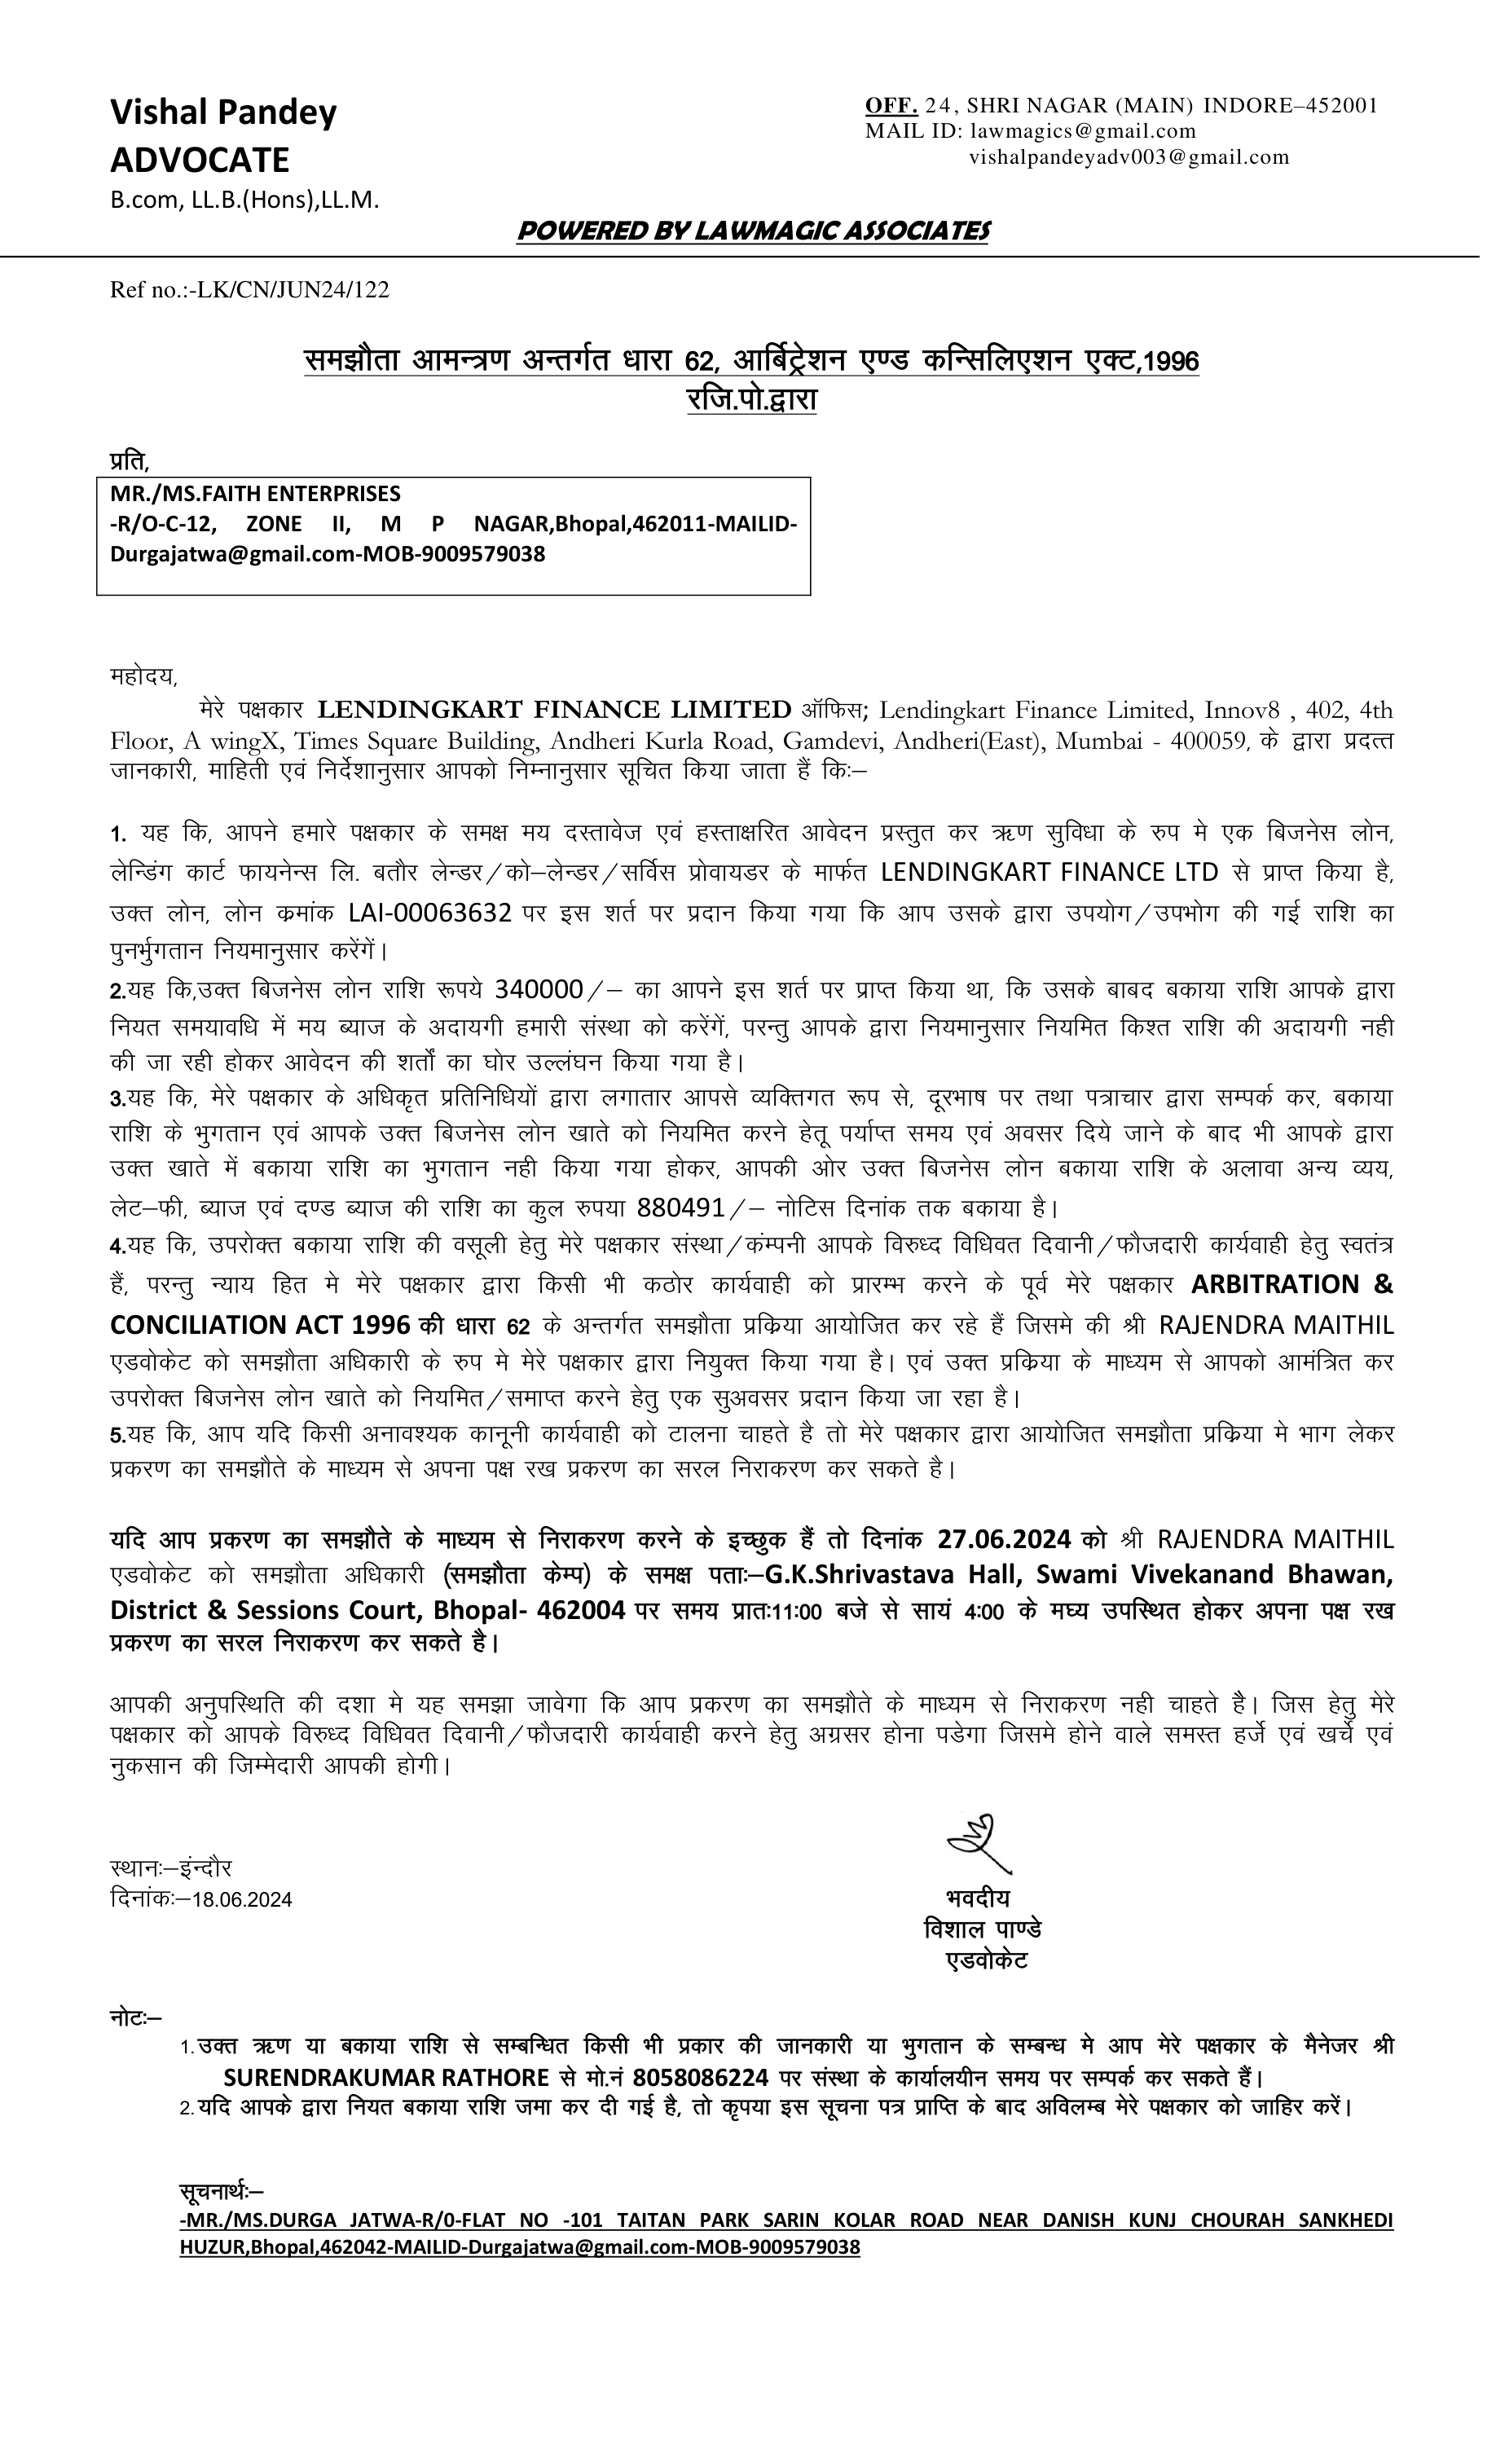 Vishal Pandey
ADVOCATE
B.com, LL.B.(Hons),LL.M.
OFF. 24, SHRI NAGAR (MAIN) INDORE–452001
MAIL ID: lawmagics@gmail.com
vishalpandeyadv003@gmail.com
POWERED BY LAWMAGIC ASSOCIATES
Ref no.:-LK/CN/JUN24/122
समझौता आमन्त्रण अन्तर्गत धारा 62, आर्बिट्रेशन एण्ड कन्सिलिएशन एक्ट,1996
रजि.पो.द्वारा
प्रति,
MR./MS.FAITH ENTERPRISES
-R/O-C-12, ZONE II, M P NAGAR,Bhopal,462011-MAILID-
Durgajatwa@gmail.com-MOB-9009579038
महोदय,
मेरे पक्षकार LENDINGKART FINANCE LIMITED ऑफिस; Lendingkart Finance Limited, Innov8 , 402, 4th
Floor, A wingX, Times Square Building, Andheri Kurla Road, Gamdevi, Andheri(East), Mumbai - 400059, के द्वारा प्रदत्त
जानकारी, माहिती एवं निर्देशानुसार आपको निम्नानुसार सूचित किया जाता हैं कि:–
1. यह कि, आपने हमारे पक्षकार के समक्ष मय दस्तावेज एवं हस्ताक्षरित आवेदन प्रस्तुत कर ऋण सुविधा के रुप मे एक बिजनेस लोन,
लेन्डिंग कार्ट फायनेन्स लि. बतौर लेन्डर/को–लेन्डर/सर्विस प्रोवायडर के मार्फत LENDINGKART FINANCE LTD से प्राप्त किया है,
उक्त लोन, लोन क्रमांक LAI-00063632 पर इस शर्त पर प्रदान किया गया कि आप उसके द्वारा उपयोग/उपभोग की गई राशि का
पुनर्भुगतान नियमानुसार करेंगें।
2.यह कि,उक्त बिजनेस लोन राशि रूपये 340000/– का आपने इस शर्त पर प्राप्त किया था, कि उसके बाबद बकाया राशि आपके द्वारा
नियत समयावधि में मय ब्याज के अदायगी हमारी संस्था को करेंगें, परन्तु आपके द्वारा नियमानुसार नियमित किश्त राशि की अदायगी नही
की जा रही होकर आवेदन की शर्तों का घोर उल्लंघन किया गया है।
3.यह कि, मेरे पक्षकार के अधिकृत प्रतिनिधियों द्वारा लगातार आपसे व्यक्तिगत रूप से, दूरभाष पर तथा पत्राचार द्वारा सम्पर्क कर, बकाया
राशि के भुगतान एवं आपके उक्त बिजनेस लोन खाते को नियमित करने हेतू पर्याप्त समय एवं अवसर दिये जाने के बाद भी आपके द्वारा
उक्त खाते में बकाया राशि का भुगतान नही किया गया होकर, आपकी ओर उक्त बिजनेस लोन बकाया राशि के अलावा अन्य व्यय,
लेट–फी, ब्याज एवं दण्ड ब्याज की राशि का कुल रुपया 880491/– नोटिस दिनांक तक बकाया है।
4.यह कि, उपरोक्त बकाया राशि की वसूली हेतु मेरे पक्षकार संस्था/कंम्पनी आपके विरुध्द विधिवत दिवानी/फौजदारी कार्यवाही हेतु स्वतंत्र
हैं, परन्तु न्याय हित मे मेरे पक्षकार द्वारा किसी भी कठोर कार्यवाही को प्रारम्भ करने के पूर्व मेरे पक्षकार ARBITRATION &
CONCILIATION ACT 1996 की धारा 62 के अन्तर्गत समझौता प्रक्रिया आयोजित कर रहे हैं जिसमे की श्री RAJENDRA MAITHIL
एडवोकेट को समझौता अधिकारी के रुप मे मेरे पक्षकार द्वारा नियुक्त किया गया है। एवं उक्त प्रक्रिया के माध्यम से आपको आमंत्रित कर
उपरोक्त बिजनेस लोन खाते को नियमित/समाप्त करने हेतु एक सुअवसर प्रदान किया जा रहा है।
5.यह कि, आप यदि किसी अनावश्यक कानूनी कार्यवाही को टालना चाहते है तो मेरे पक्षकार द्वारा आयोजित समझौता प्रक्रिया मे भाग लेकर
प्रकरण का समझौते के माध्यम से अपना पक्ष रख प्रकरण का सरल निराकरण कर सकते है।
यदि आप प्रकरण का समझौते के माध्यम से निराकरण करने के इच्छुक हैं तो दिनांक 27.06.2024 को श्री RAJENDRA MAITHIL
एडवोकेट को समझौता अधिकारी (समझौता केम्प) के समक्ष पता:–G.K.Shrivastava Hall, Swami Vivekanand Bhawan,
District & Sessions Court, Bhopal- 462004 पर समय प्रातः11:00 बजे से सायं 4:00 के मघ्य उपस्थित होकर अपना पक्ष रख
प्रकरण का सरल निराकरण कर सकते है।
आपकी अनुपस्थिति की दशा मे यह समझा जावेगा कि आप प्रकरण का समझौते के माध्यम से निराकरण नही चाहते है। जिस हेतु मेरे
पक्षकार को आपके विरुध्द विधिवत दिवानी/फौजदारी कार्यवाही करने हेतु अग्रसर होना पडेगा जिसमे होने वाले समस्त हर्जे एवं खर्चे एवं
नुकसान की जिम्मेदारी आपकी होगी।
स्थानः–इंन्दौर
दिनांकः–18.06.2024
भवदीय
विशाल पाण्डे
एडवोकेट
नोटः–
1.उक्त ऋण या बकाया राशि से सम्बन्धित किसी भी प्रकार की जानकारी या भुगतान के सम्बन्ध मे आप मेरे पक्षकार के मैनेजर श्री
SURENDRAKUMAR RATHORE से मो.नं 8058086224 पर संस्था के कार्यालयीन समय पर सम्पर्क कर सकते हैं।
2.यदि आपके द्वारा नियत बकाया राशि जमा कर दी गई है, तो कृपया इस सूचना पत्र प्राप्ति के बाद अविलम्ब मेरे पक्षकार को जाहिर करें।
सूचनार्थः–
-MR./MS.DURGA JATWA-R/0-FLAT NO -101 TAITAN PARK SARIN KOLAR ROAD NEAR DANISH KUNJ CHOURAH SANKHEDI
HUZUR,Bhopal,462042-MAILID-Durgajatwa@gmail.com-MOB-9009579038